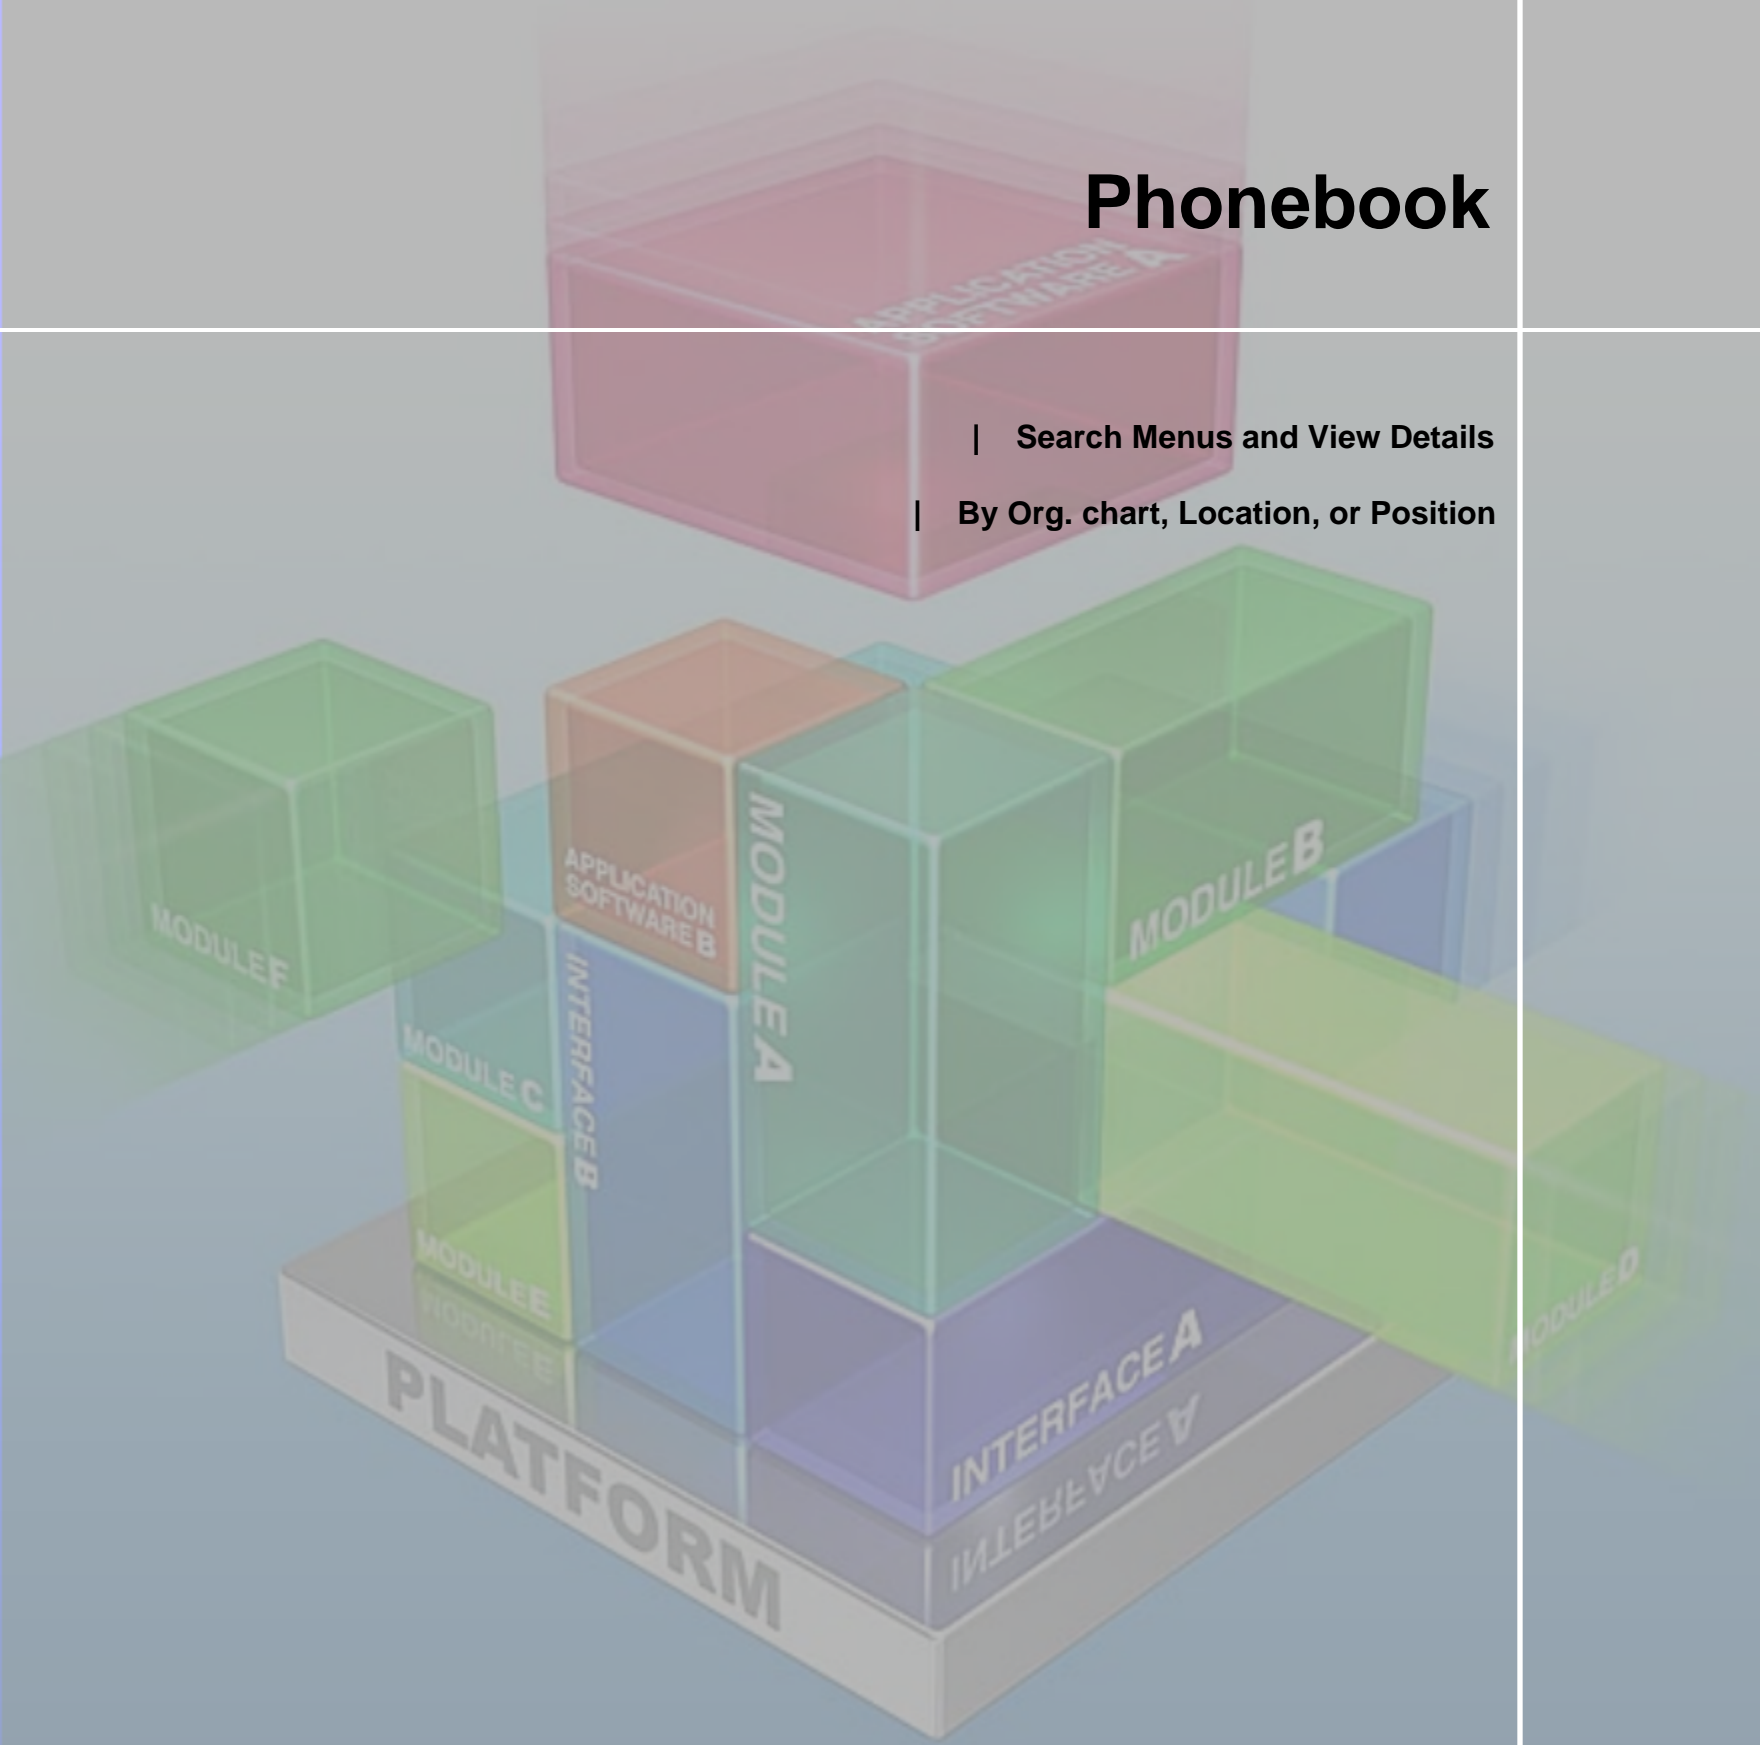 Phonebook
APPLICATION
SOFTWARE A
| Search Menus and View Details
| By Org. chart, Location, or Position
APPLICATION
SOFTWARE B
MODULE A
MODULE B
MODULE F
INTERFACE B
MODULE C
MODULE E
MODULE D
INTERFACE A
PLATFORM